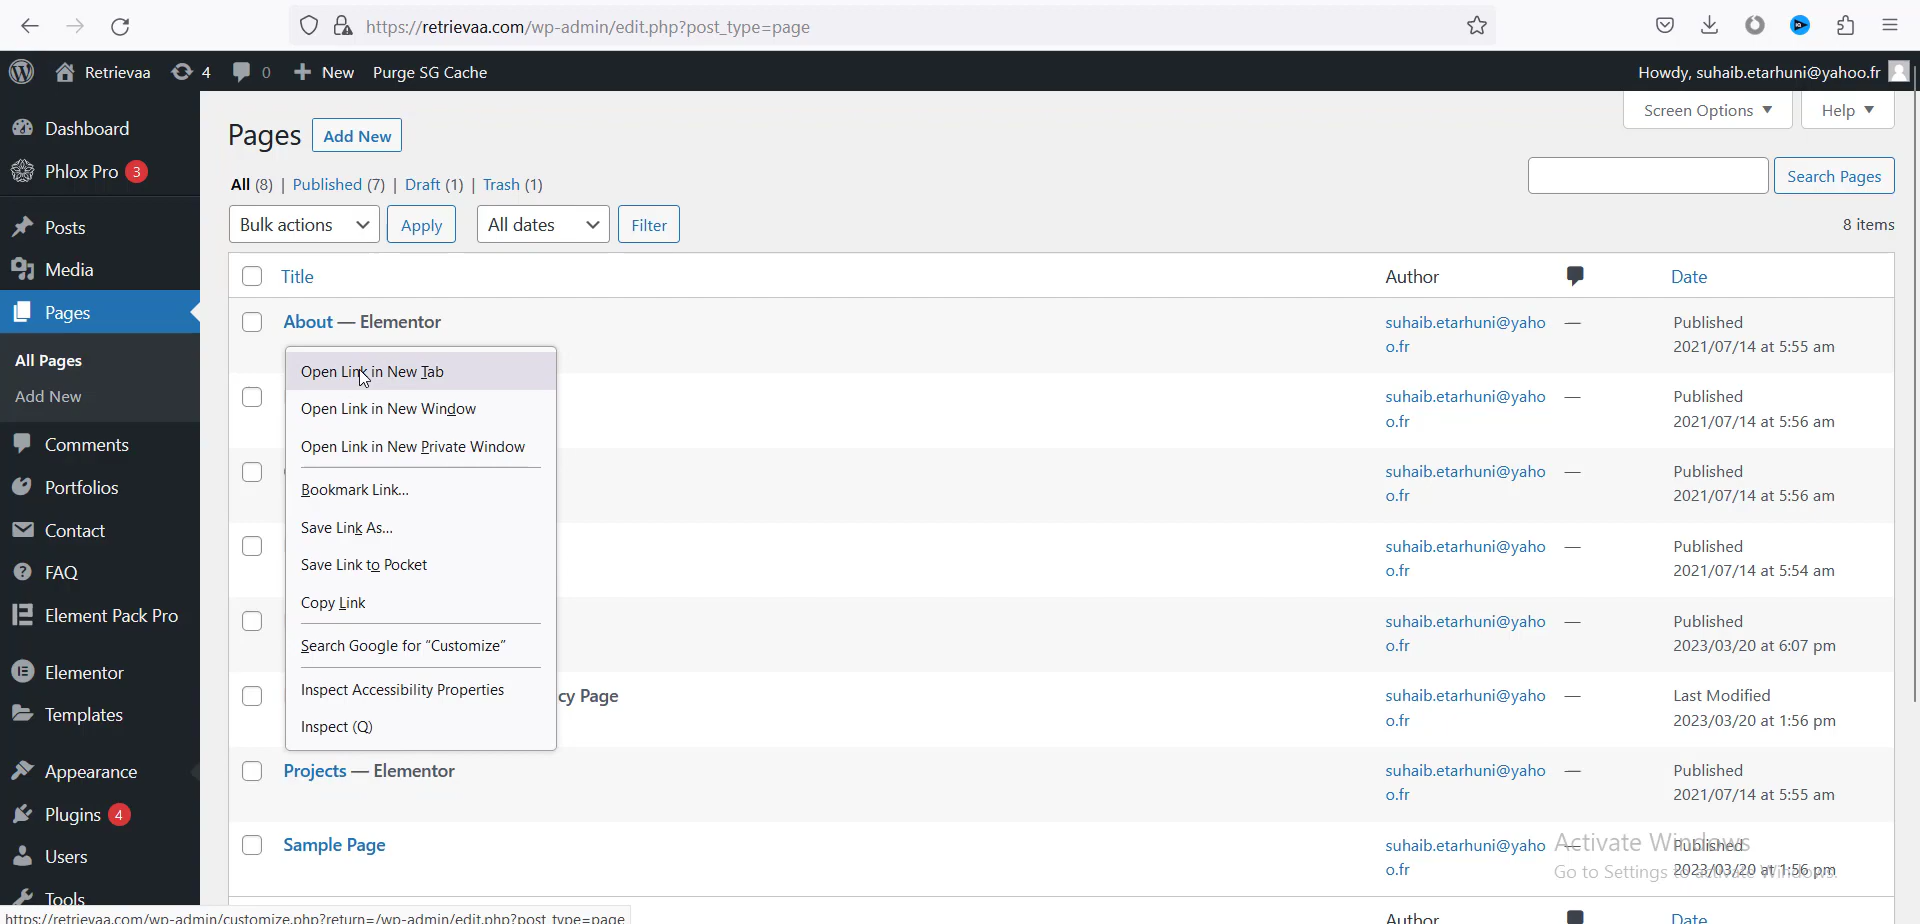 https://retrievaa.com/wp-admin/edit.php?post_type=page
Retrievaa
4
0
New
Purge SG Cache
Howdy, suhaib.etarhuni@yahoo.fr
Dashboard
Phlox Pro 3
Posts
Media
Pages
All Pages
Add New
Comments
Portfolios
Contact
FAQ
Element Pack Pro
Elementor
Templates
Appearance
Plugins 4
Users
Tools
Screen Options
Help
Pages
Add New
All (8) | Published (7) | Draft (1) | Trash (1)
Search Pages
Bulk actions
Apply
All dates
Filter
8 items
Title
Author
Date
About — Elementor
suhaib.etarhuni@yaho
o.fr
—
Published
2021/07/14 at 5:55 am
Open Link in New Tab
Open Link in New Window
Open Link in New Private Window
Bookmark Link...
Save Link As...
Save Link to Pocket
Copy Link
Search Google for “Customize”
Inspect Accessibility Properties
Inspect (Q)
suhaib.etarhuni@yaho
o.fr
—
Published
2021/07/14 at 5:56 am
suhaib.etarhuni@yaho
o.fr
—
Published
2021/07/14 at 5:56 am
suhaib.etarhuni@yaho
o.fr
—
Published
2021/07/14 at 5:54 am
suhaib.etarhuni@yaho
o.fr
—
Published
2023/03/20 at 6:07 pm
cy Page
suhaib.etarhuni@yaho
o.fr
—
Last Modified
2023/03/20 at 1:56 pm
Projects — Elementor
suhaib.etarhuni@yaho
o.fr
—
Published
2021/07/14 at 5:55 am
Sample Page
suhaib.etarhuni@yaho
o.fr
—
Published
2023/03/20 at 1:56 pm
Activate Windows
Go to Settings to activate Windows.
Author
Date
https://retrievaa.com/wp-admin/customize.php?return=/wp-admin/edit.php?post_type=page